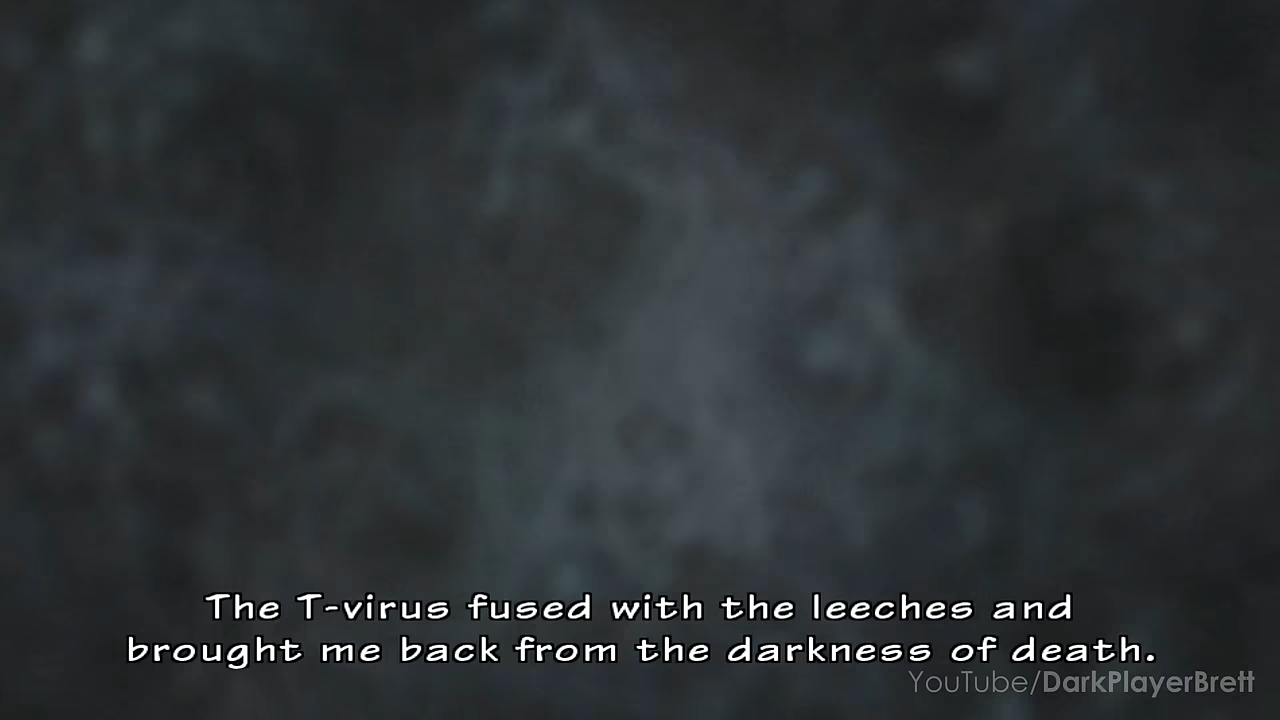 The T-virus fused with the leeches and
brought me back from the darkness of death.
YouTube/DarkPlayerBrett